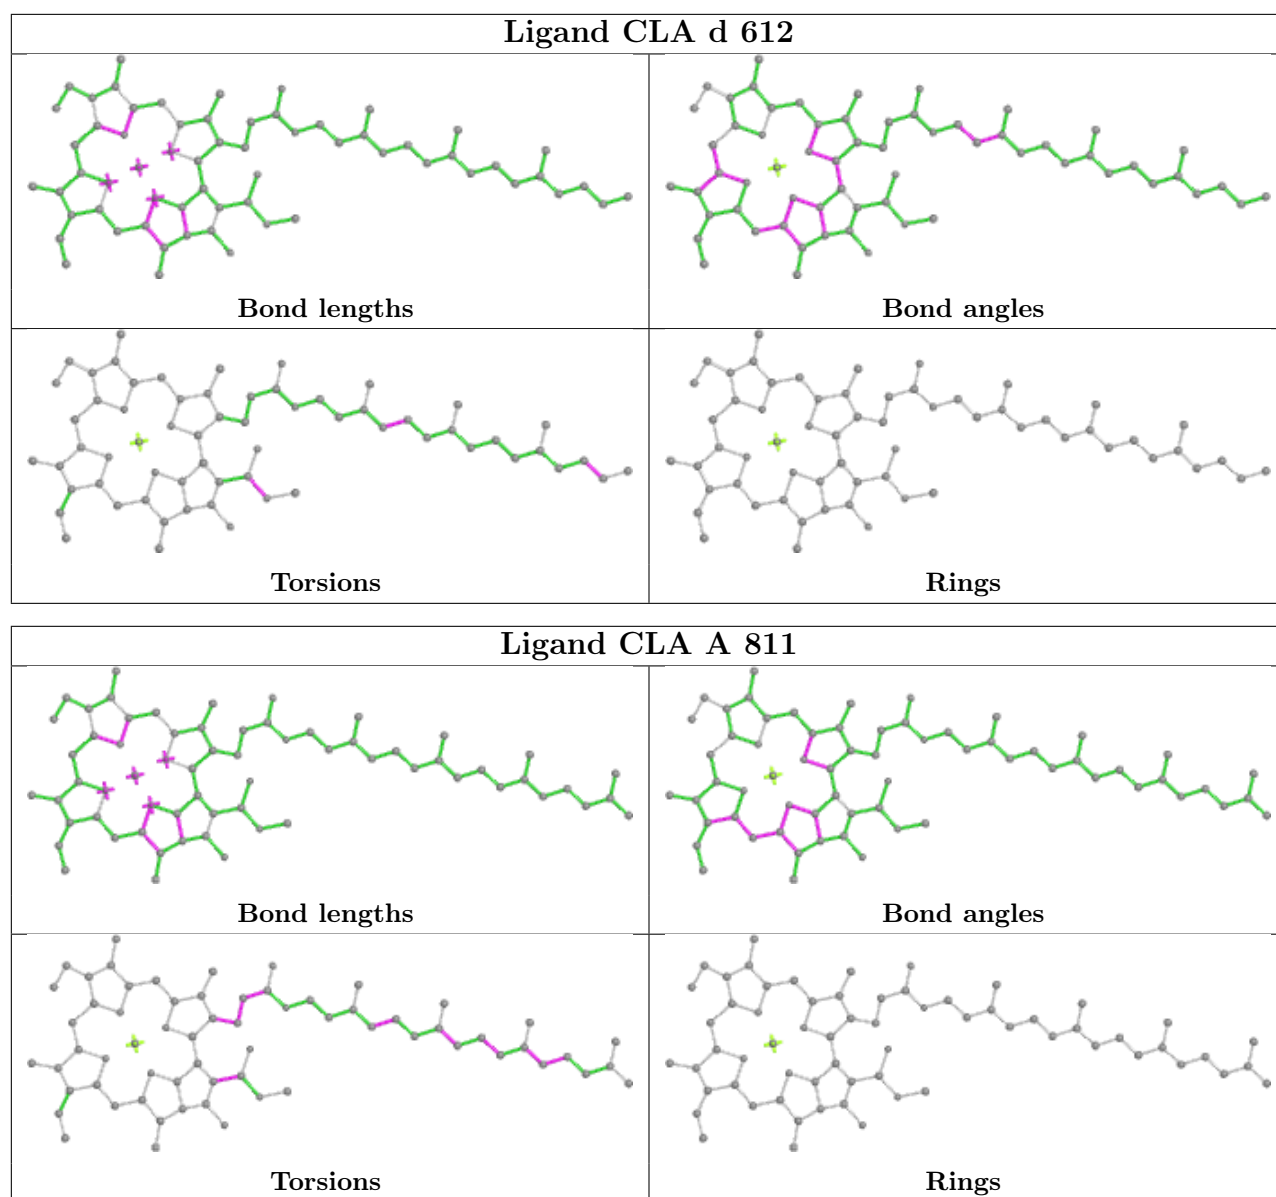 Ligand CLA d 612
Bond lengths
Bond angles
Torsions
Rings
Ligand CLA A 811
Bond lengths
Bond angles
Torsions
Rings